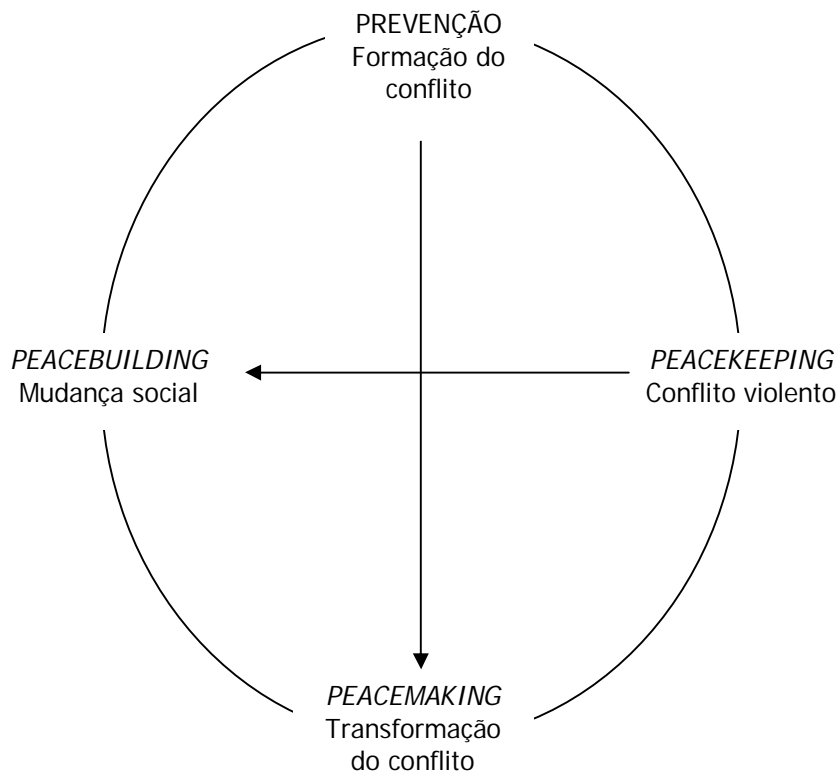 PREVENÇÃO
Formação do
conflito
PEACEBUILDING
Mudança social
PEACEKEEPING
Conflito violento
PEACEMAKING
Transformação
do conflito